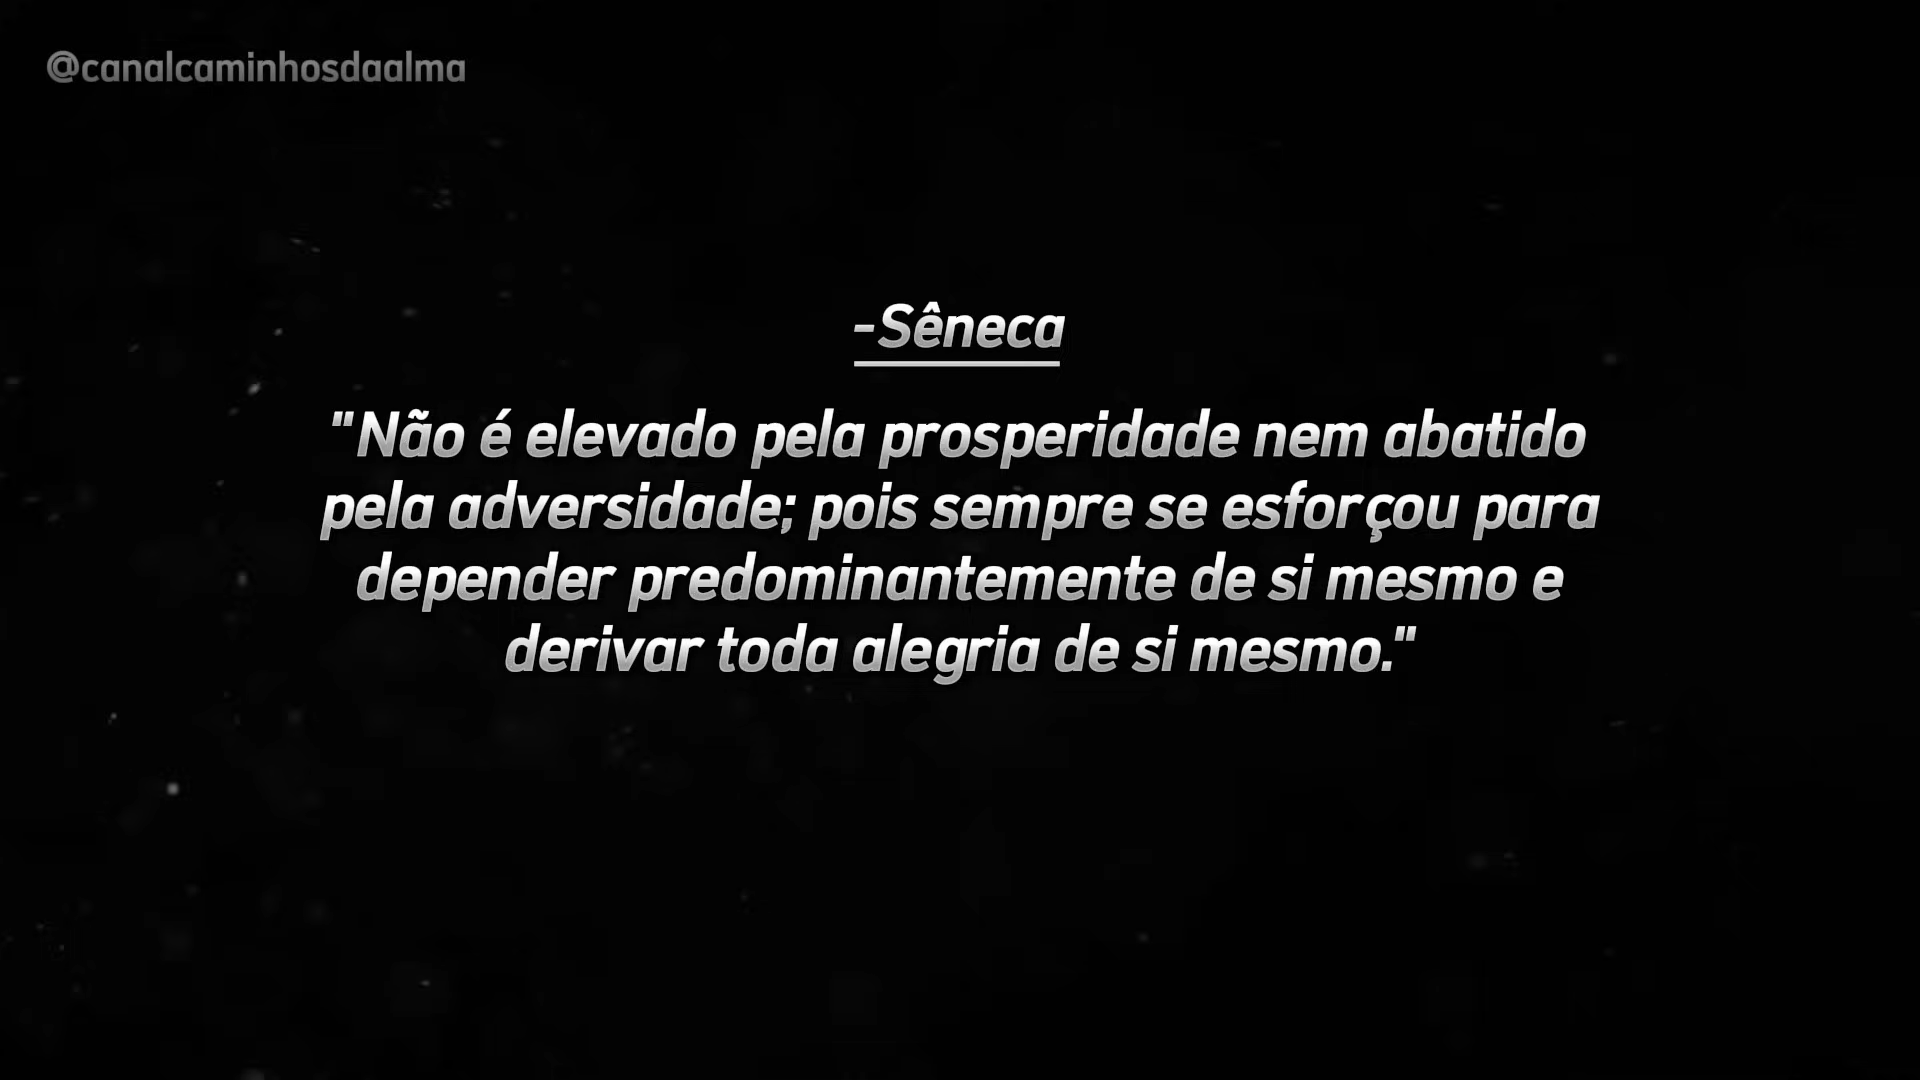 @canalcaminhosdaalma
-Sêneca
"Não é elevado pela prosperidade nem abatido
pela adversidade; pois sempre se esforçou para
depender predominantemente de si mesmo e
derivar toda alegria de si mesmo."